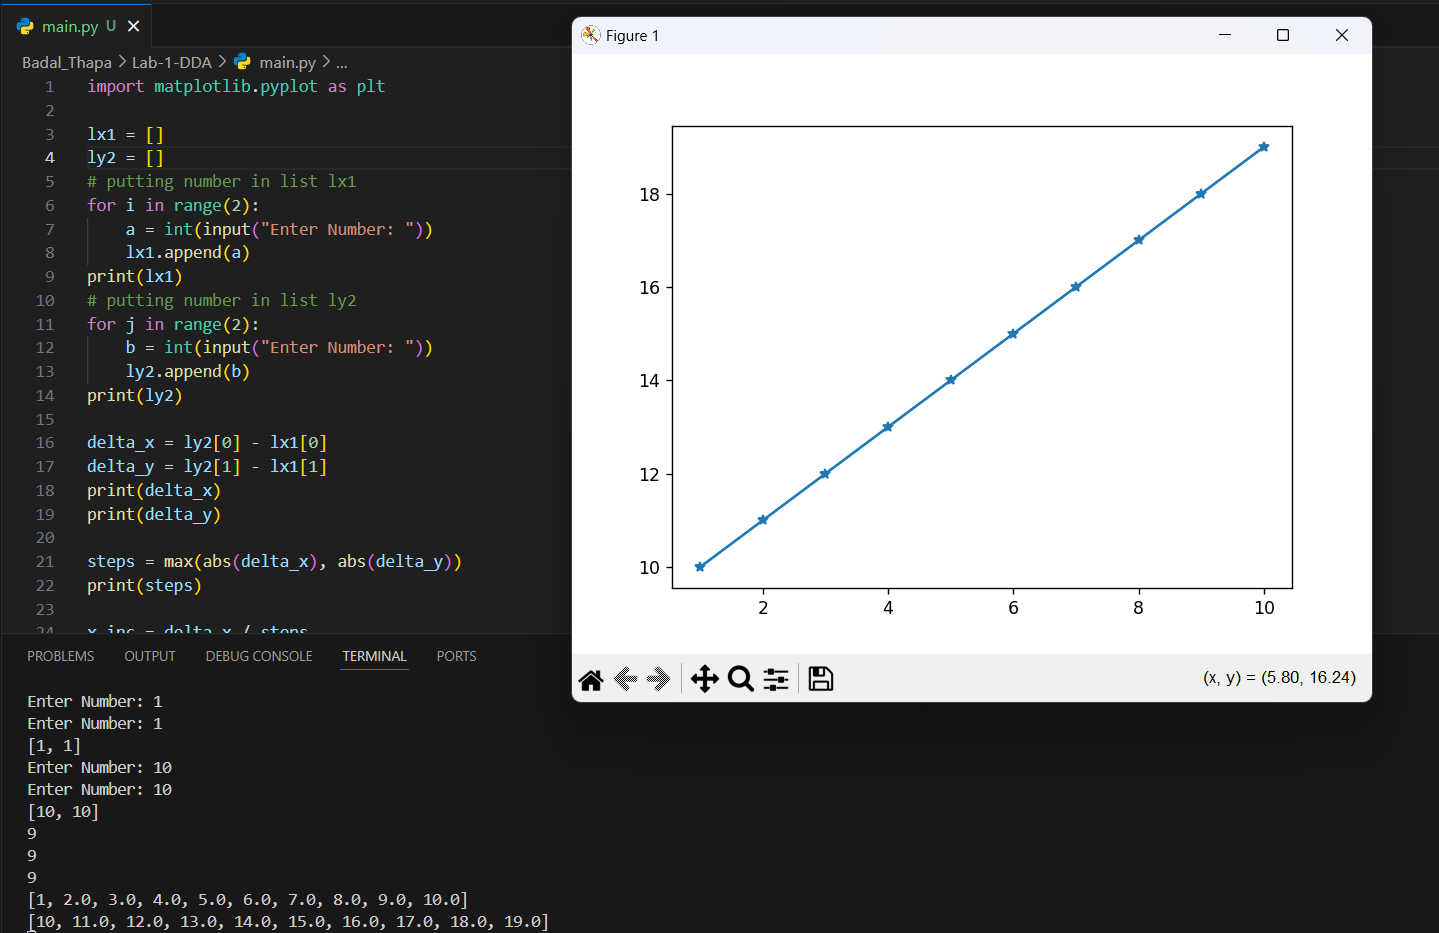 main.py U
Badal_Thapa > Lab-1-DDA > main.py > ...
1 import matplotlib.pyplot as plt
2
3 lx1 = []
4 ly2 = []
5 # putting number in list lx1
6 for i in range(2):
7     a = int(input("Enter Number: "))
8     lx1.append(a)
9 print(lx1)
10 # putting number in list ly2
11 for j in range(2):
12     b = int(input("Enter Number: "))
13     ly2.append(b)
14 print(ly2)
15
16 delta_x = ly2[0] - lx1[0]
17 delta_y = ly2[1] - lx1[1]
18 print(delta_x)
19 print(delta_y)
20
21 steps = max(abs(delta_x), abs(delta_y))
22 print(steps)
23
24 x_inc = delta_x / steps
PROBLEMS OUTPUT DEBUG CONSOLE TERMINAL PORTS
Enter Number: 1
Enter Number: 1
[1, 1]
Enter Number: 10
Enter Number: 10
[10, 10]
9
9
9
[1, 2.0, 3.0, 4.0, 5.0, 6.0, 7.0, 8.0, 9.0, 10.0]
[10, 11.0, 12.0, 13.0, 14.0, 15.0, 16.0, 17.0, 18.0, 19.0]
Figure 1
18
16
14
12
10
2 4 6 8 10
(x, y) = (5.80, 16.24)